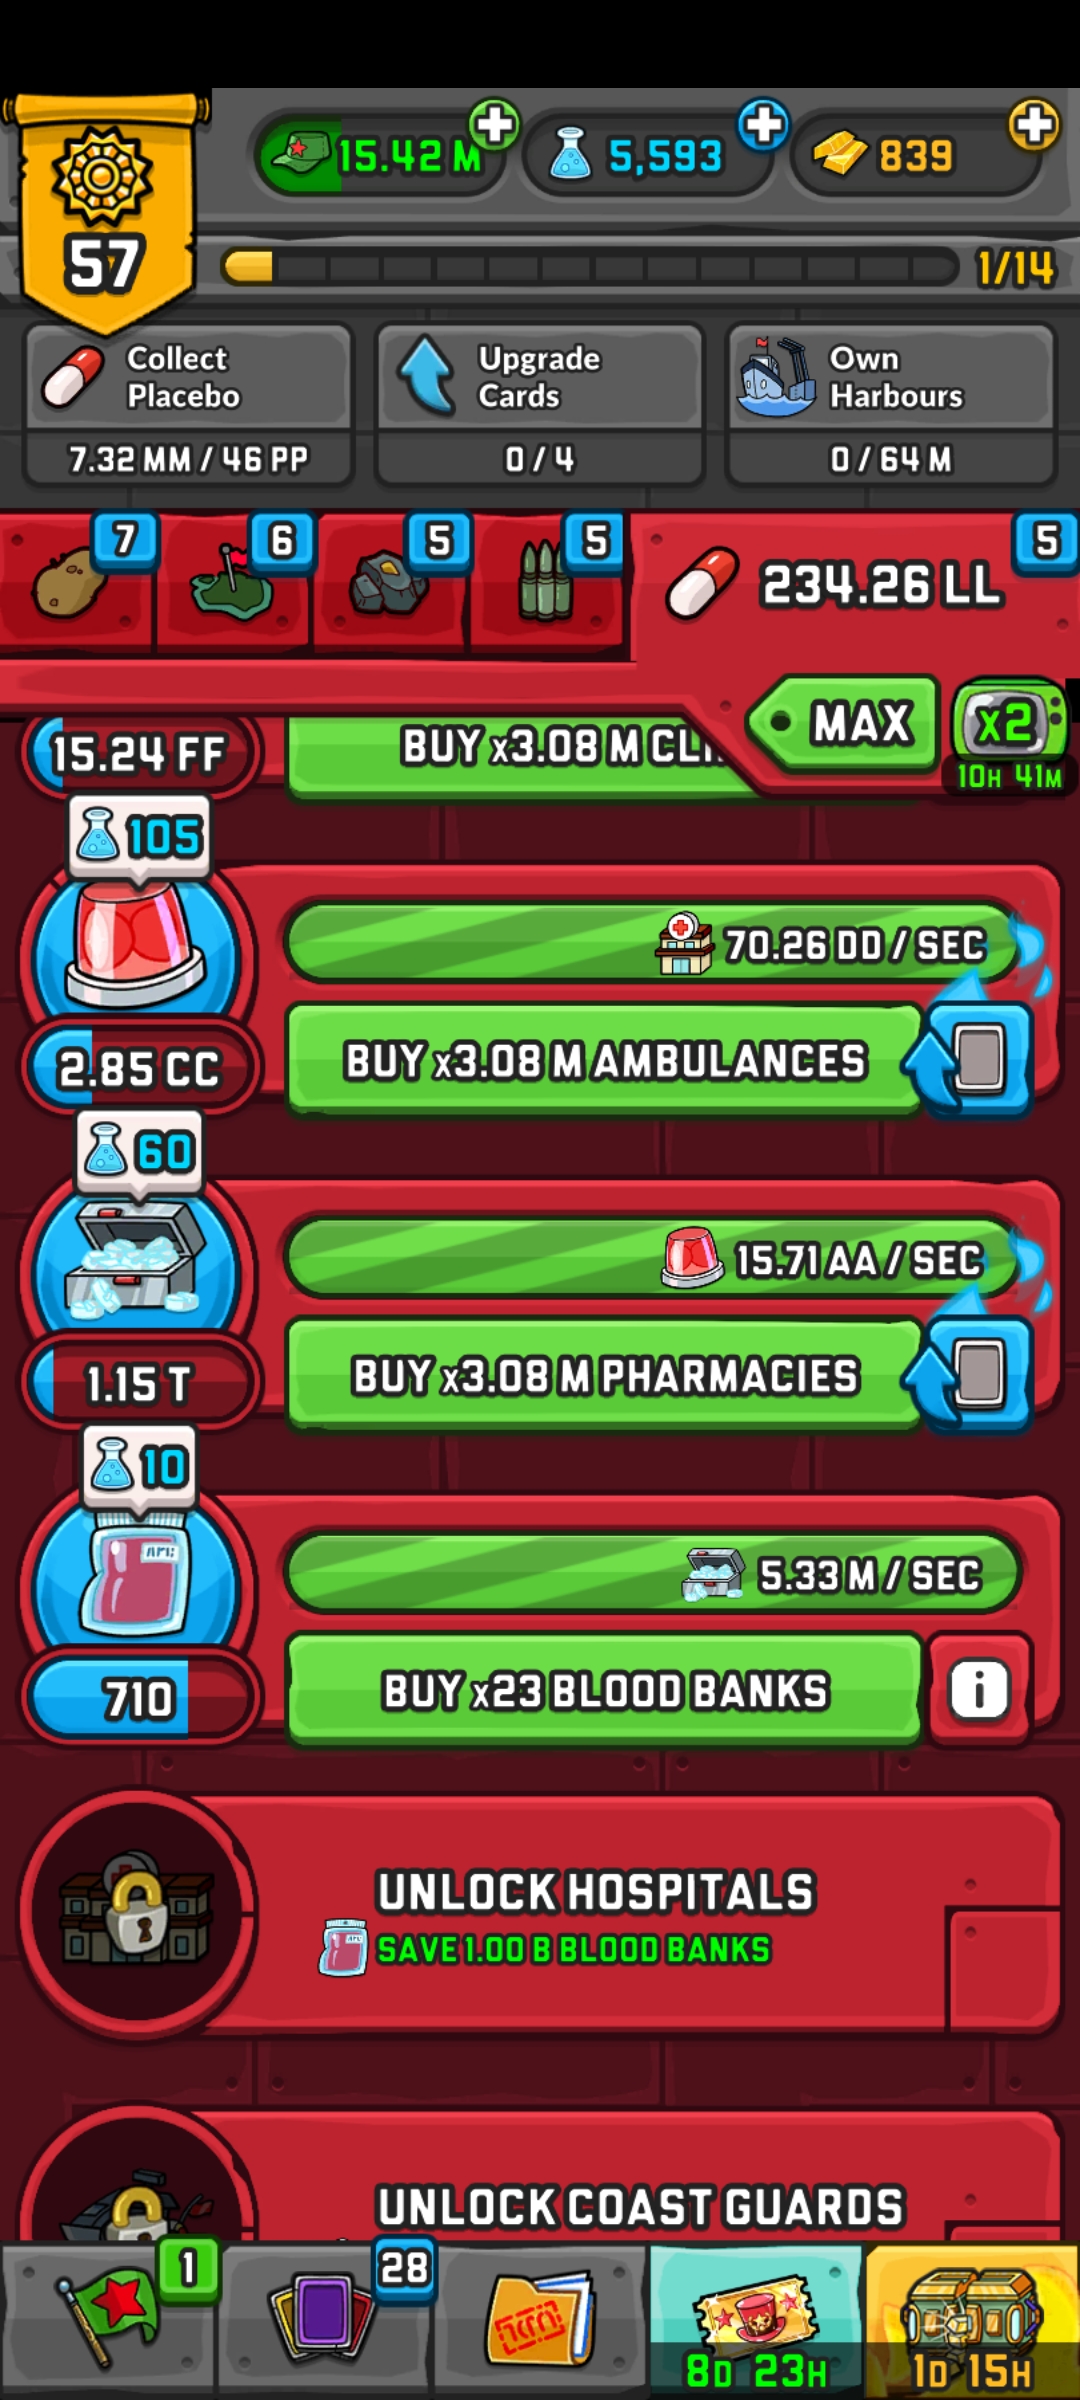 15.42 M
5,593
839
57
1/14
Collect
Placebo
7.32 MM / 46 PP
Upgrade
Cards
0 / 4
Own
Harbours
0 / 64 M
7
6
5
5
5
234.26 LL
MAX
x2
10H 41M
15.24 FF
BUY x3.08 M CLI...
105
70.26 DD / SEC
2.85 CC
BUY x3.08 M AMBULANCES
60
15.71 AA / SEC
1.15 T
BUY x3.08 M PHARMACIES
10
5.33 M / SEC
710
BUY x23 BLOOD BANKS
i
UNLOCK HOSPITALS
SAVE 1.00 B BLOOD BANKS
UNLOCK COAST GUARDS
1
28
8D 23H
1D 15H